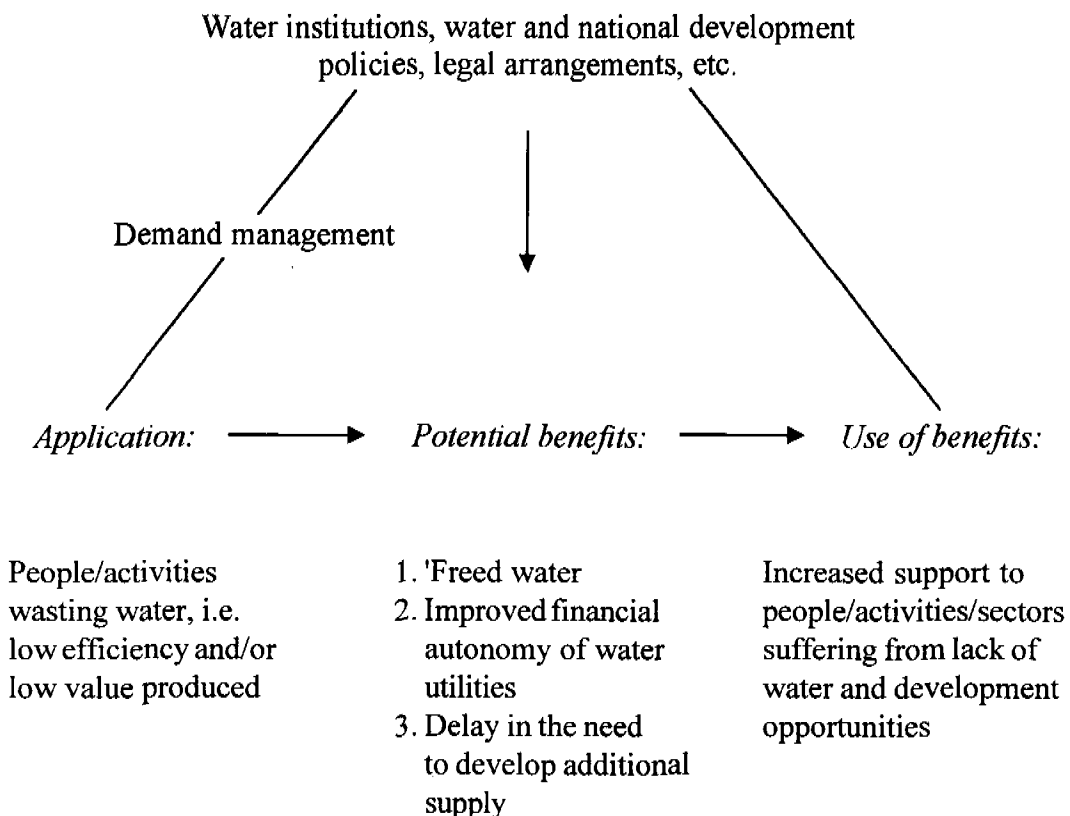 Water institutions, water and national development
policies, legal arrangements, etc.
Demand management
Application:
Potential benefits:
Use of benefits:
People/activities
wasting water, i.e.
low efficiency and/or
low value produced
1. 'Freed water
2. Improved financial
autonomy of water
utilities
3. Delay in the need
to develop additional
supply
Increased support to
people/activities/sectors
suffering from lack of
water and development
opportunities